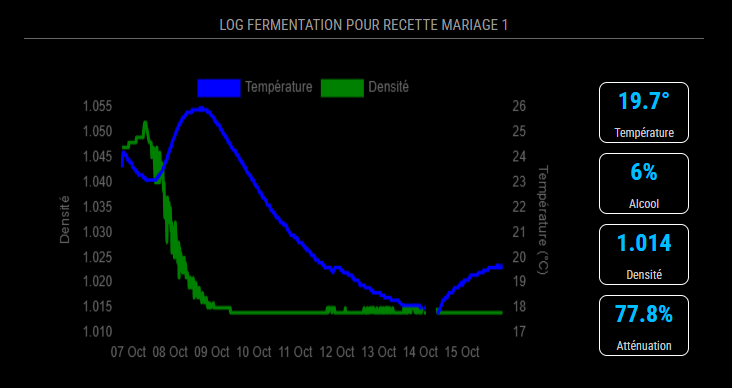 LOG FERMENTATION POUR RECETTE MARIAGE 1
Température Densité
1.055
1.050
1.045
1.040
1.035
1.030
1.025
1.020
1.015
1.010
Densité
26
25
24
23
22
21
20
19
18
17
Température (°C)
07 Oct 08 Oct 09 Oct 10 Oct 11 Oct 12 Oct 13 Oct 14 Oct 15 Oct
19.7°
Température
6%
Alcool
1.014
Densité
77.8%
Atténuation